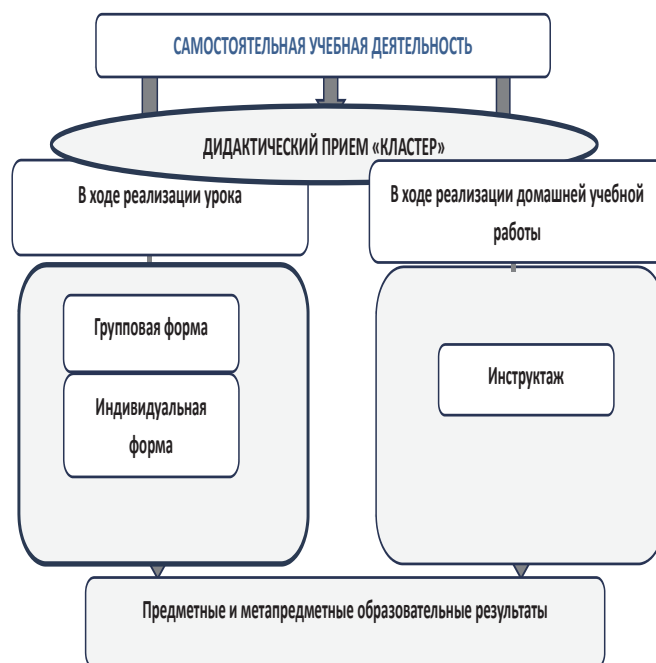 САМОСТОЯТЕЛЬНАЯ УЧЕБНАЯ ДЕЯТЕЛЬНОСТЬ
ДИДАКТИЧЕСКИЙ ПРИЕМ «КЛАСТЕР»
В ходе реализации урока
В ходе реализации домашней учебной
работы
Групповая форма
Индивидуальная
форма
Инструктаж
Предметные и метапредметные образовательные результаты